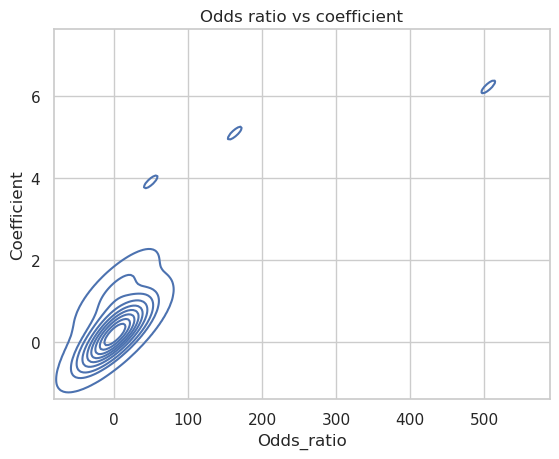 Odds ratio vs coefficient
Coefficient
6
4
2
0
0 100 200 300 400 500
Odds_ratio